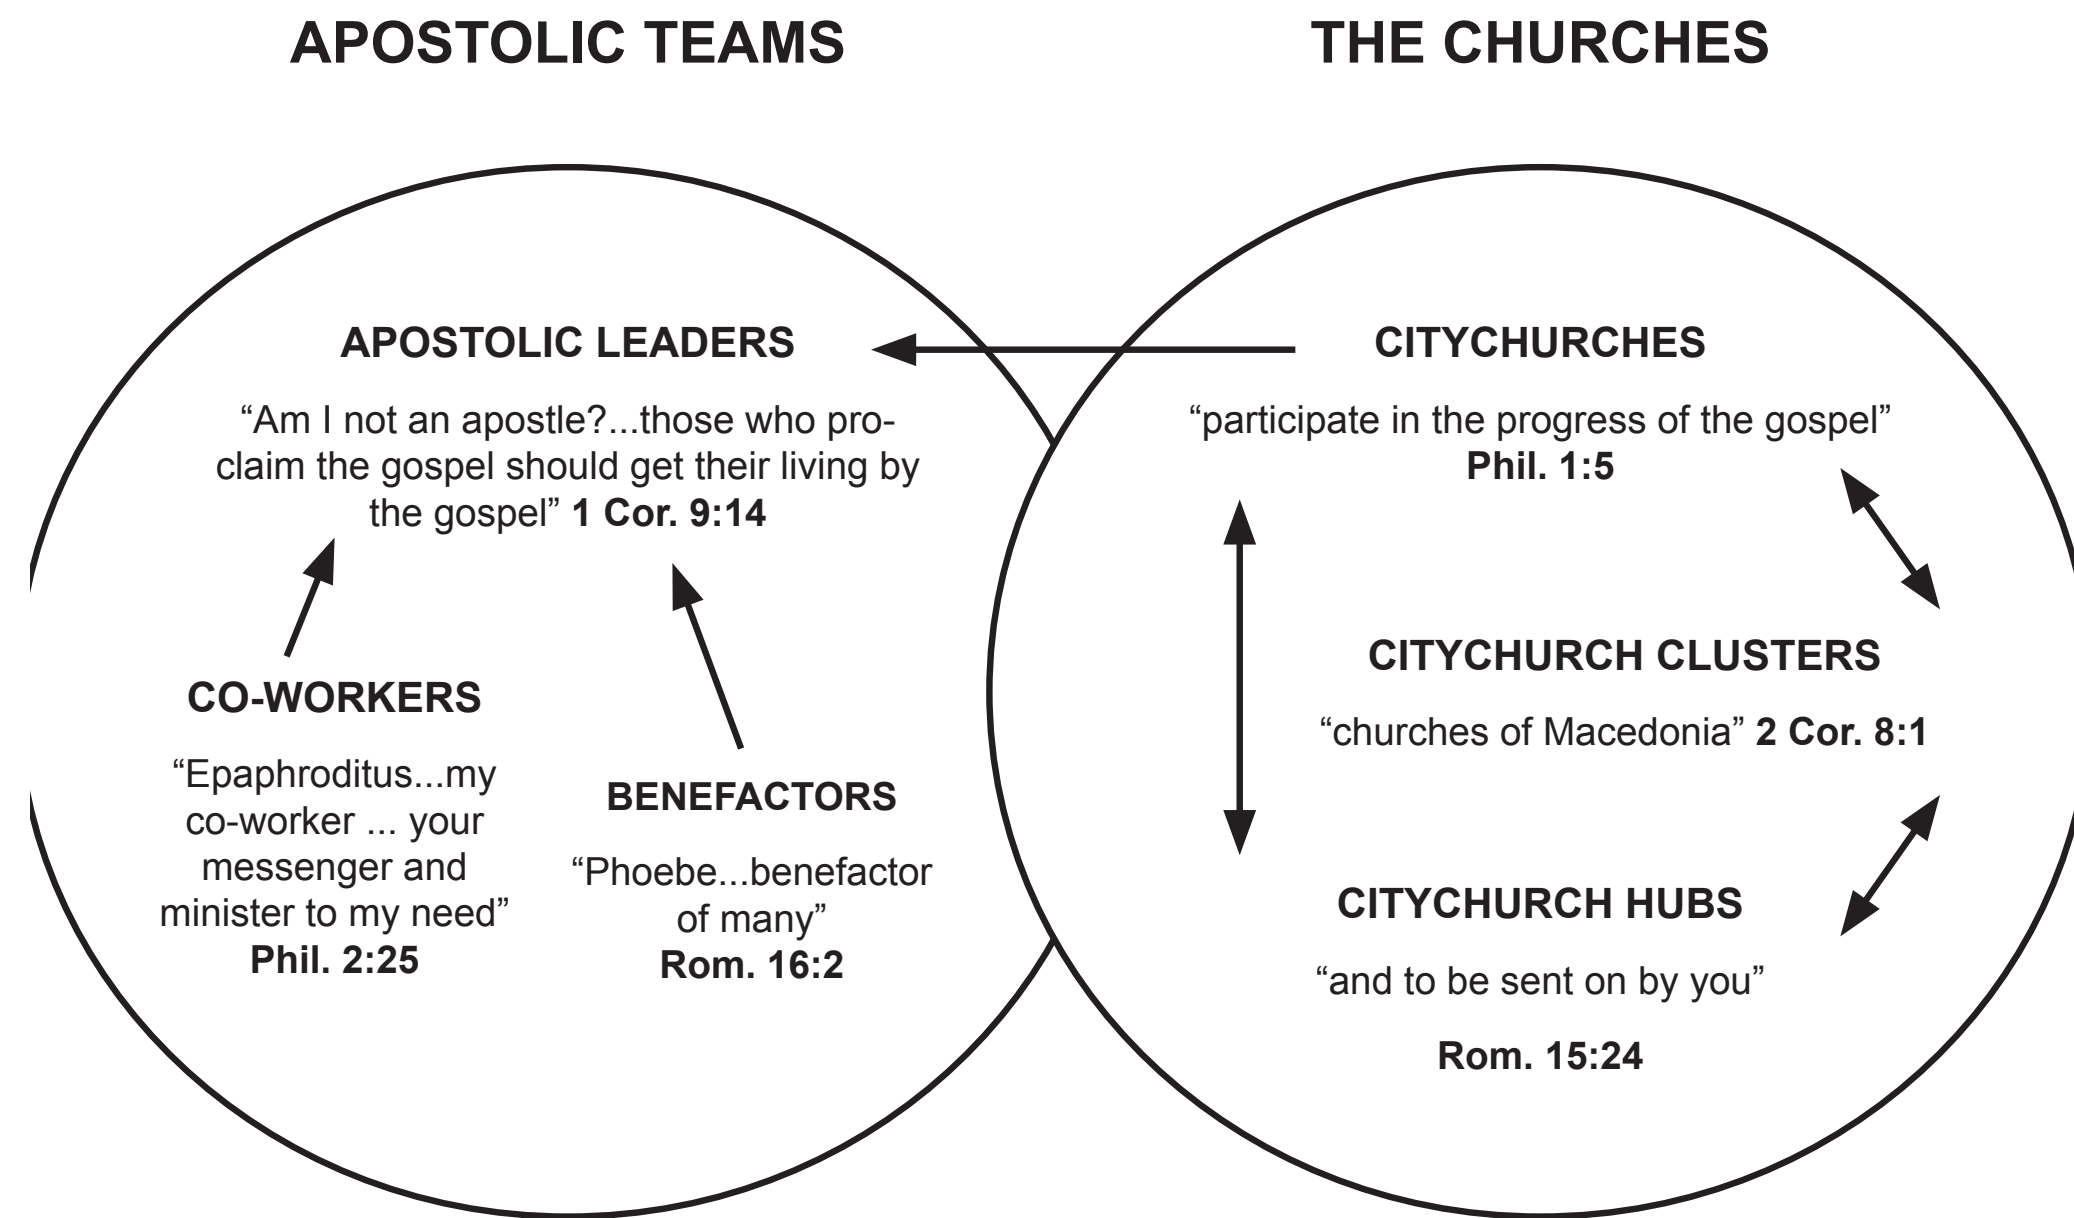 APOSTOLIC TEAMS
THE CHURCHES
APOSTOLIC LEADERS
“Am I not an apostle?...those who pro-
claim the gospel should get their living by
the gospel” 1 Cor. 9:14
CO-WORKERS
“Epaphroditus...my
co-worker ... your
messenger and
minister to my need”
Phil. 2:25
BENEFACTORS
“Phoebe...benefactor
of many”
Rom. 16:2
CITYCHURCHES
“participate in the progress of the gospel”
Phil. 1:5
CITYCHURCH CLUSTERS
“churches of Macedonia” 2 Cor. 8:1
CITYCHURCH HUBS
“and to be sent on by you”
Rom. 15:24